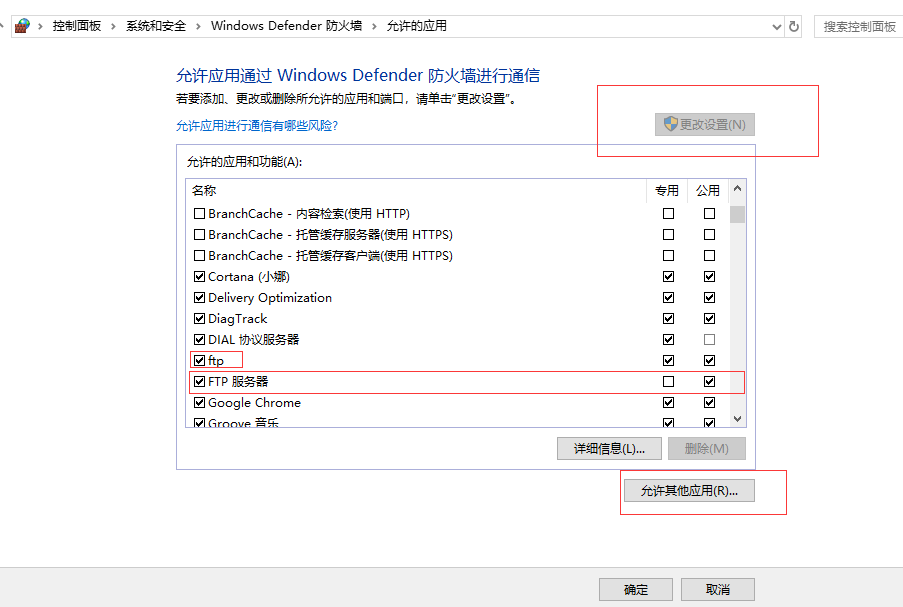 控制面板 › 系统和安全 › Windows Defender 防火墙 › 允许的应用
搜索控制面板
允许应用通过 Windows Defender 防火墙进行通信
若要添加、更改或删除所允许的应用和端口，请单击"更改设置"。
允许应用进行通信有哪些风险?
更改设置(N)
允许的应用和功能(A):
名称 专用 公用
BranchCache - 内容检索(使用 HTTP)
BranchCache - 托管缓存服务器(使用 HTTPS)
BranchCache - 托管缓存客户端(使用 HTTPS)
Cortana (小娜)
Delivery Optimization
DiagTrack
DIAL 协议服务器
ftp
FTP 服务器
Google Chrome
Groove 音乐
详细信息(L)... 删除(M)
允许其他应用(R)...
确定 取消